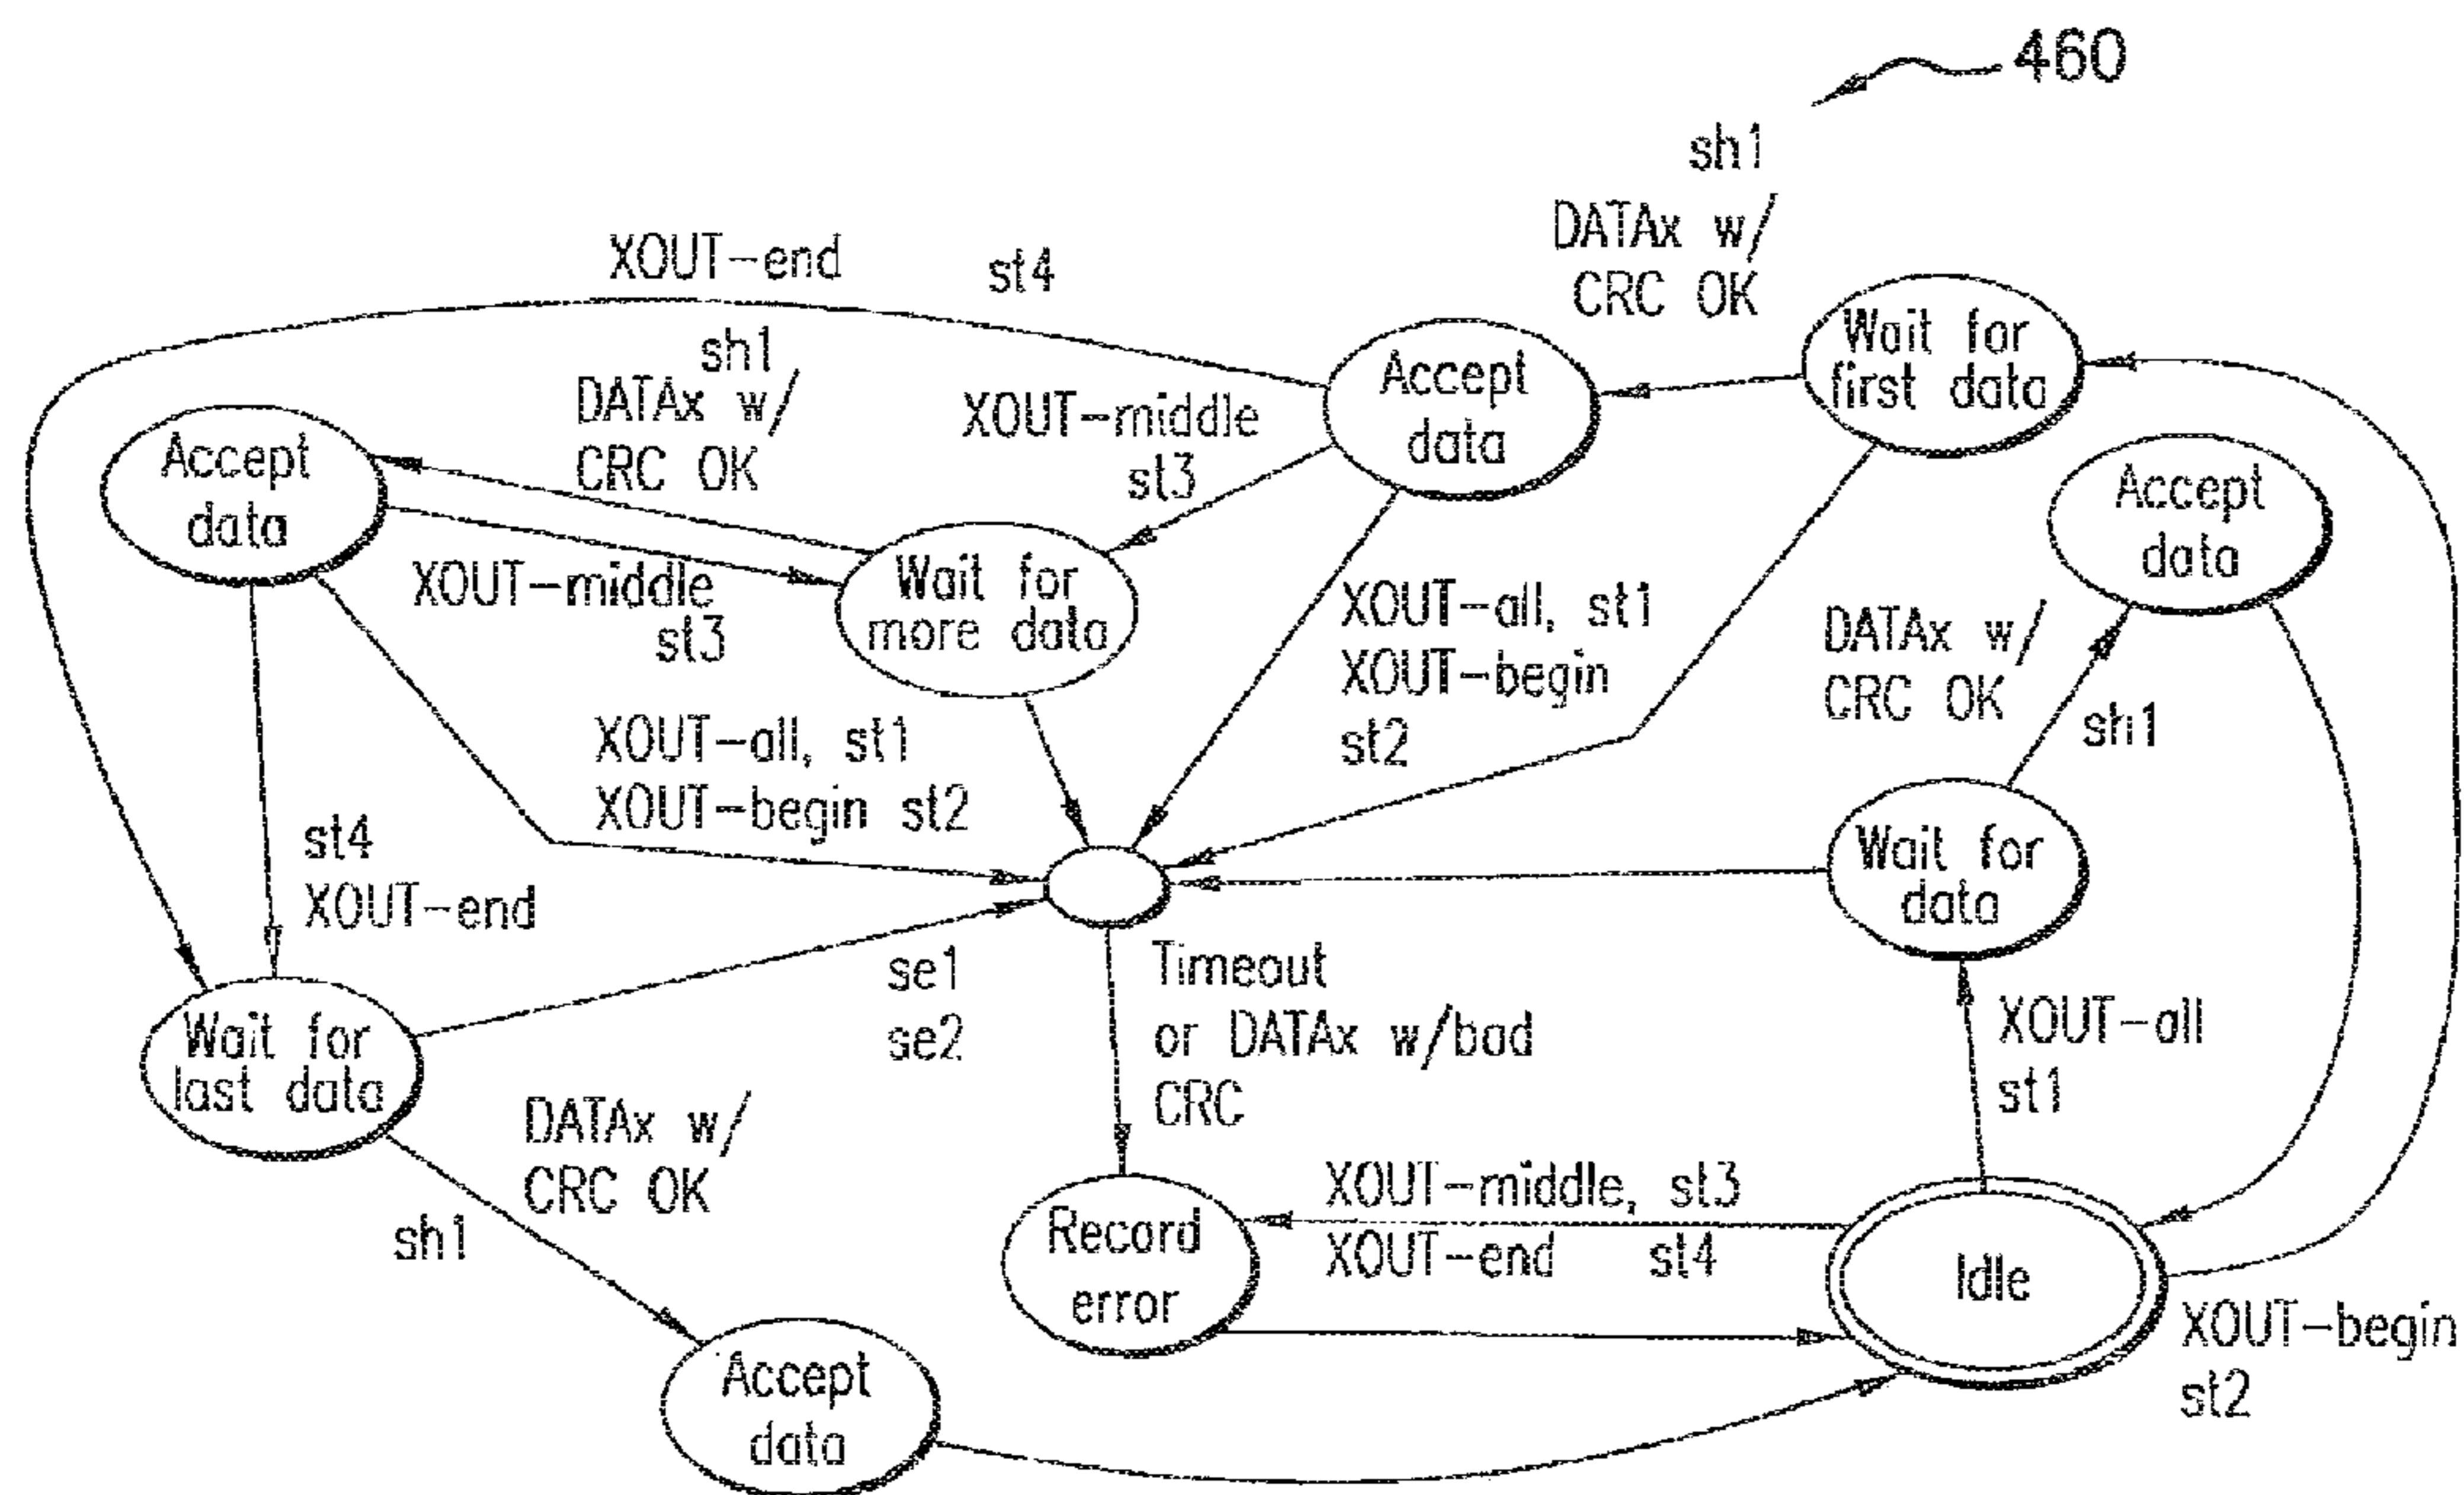 460
sh1
DATAx w/
CRC OK
XOUT-end st4
sh1
DATAx w/
CRC OK
XOUT-middle
st3
Accept
data
Wait for
first data
Accept
data
Accept
data
XOUT-middle
st3
Wait for
more data
XOUT-all, st1
XOUT-begin
st2
DATAx w/
CRC OK
sh1
XOUT-all, st1
XOUT-begin st2
st4
XOUT-end
Wait for
data
se1
se2
Timeout
or DATAx w/bad
CRC
XOUT-all
st1
Wait for
last data
DATAx w/
CRC OK
sh1
Record
error
XOUT-middle, st3
XOUT-end st4
Idle
XOUT-begin
st2
Accept
data